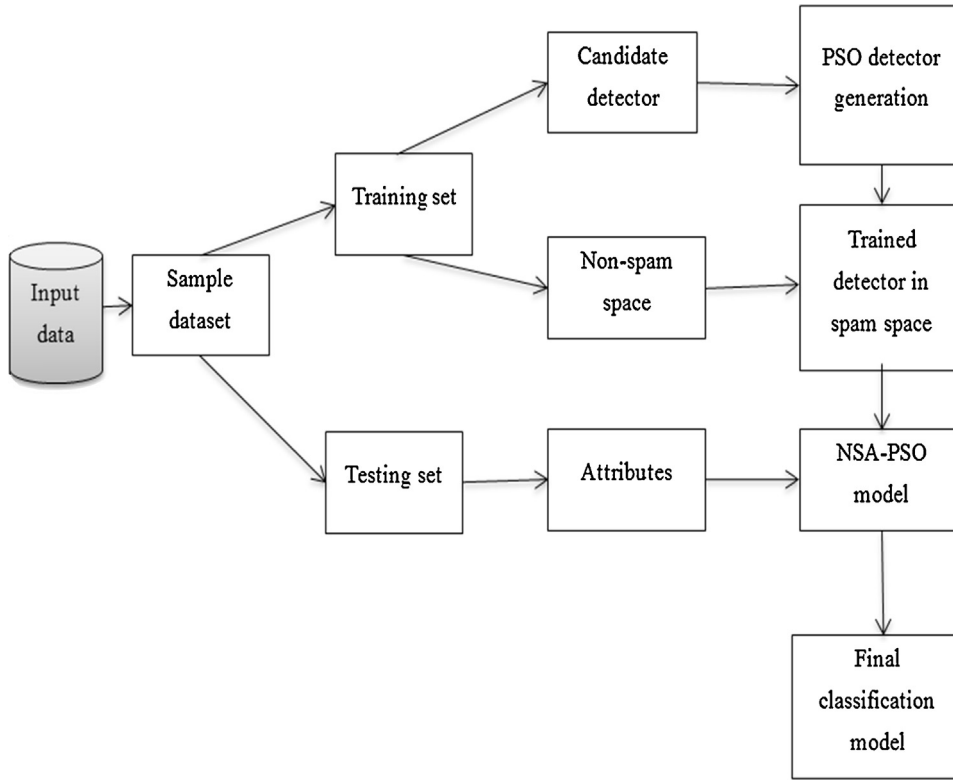 Input
data
Sample
dataset
Training set
Candidate
detector
PSO detector
generation
Non-spam
space
Trained
detector in
spam space
Testing set
Attributes
NSA-PSO
model
Final
classification
model